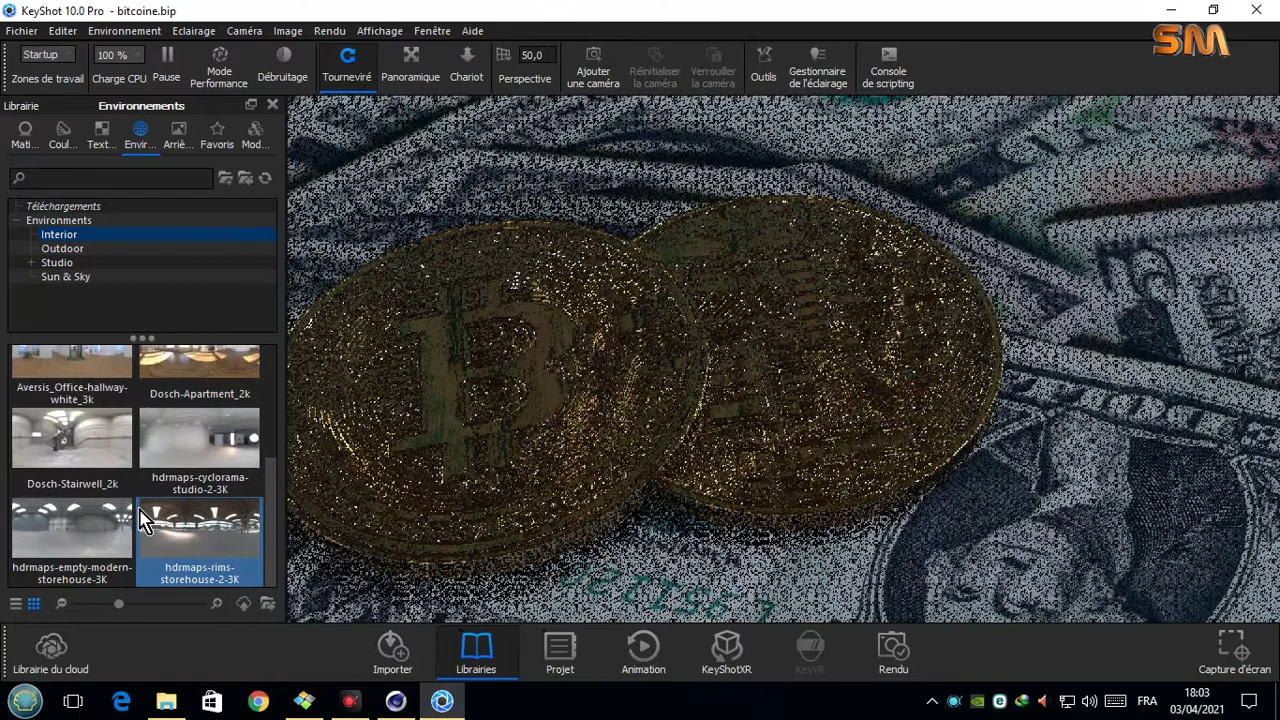 KeyShot 10.0 Pro - bitcoine.bip
Fichier Editer Environnement Eclairage Caméra Image Rendu Affichage Fenêtre Aide
SM
Startup 100 % 50,0
Zones de travail Charge CPU Pause Mode Performance Débruitage Tourneviré Panoramique Chariot Perspective Ajouter une caméra Réinitialiser la caméra Verrouiller la caméra Outils Gestionnaire de l'éclairage Console de scripting
Librairie Environnements
Mati... Coul... Text... Envir... Arriè... Favoris Mod...
Téléchargements
Environments
Interior
Outdoor
Studio
Sun & Sky
Aversis_Office-hallway-white_3k Dosch-Apartment_2k
Dosch-Stairwell_2k hdrmaps-cyclorama-studio-2-3K
hdrmaps-empty-modern-storehouse-3K hdrmaps-rims-storehouse-2-3K
Librairie du cloud Importer Librairies Projet Animation KeyShotXR KeyVR Rendu Capture d'écran
FRA 18:03
03/04/2021